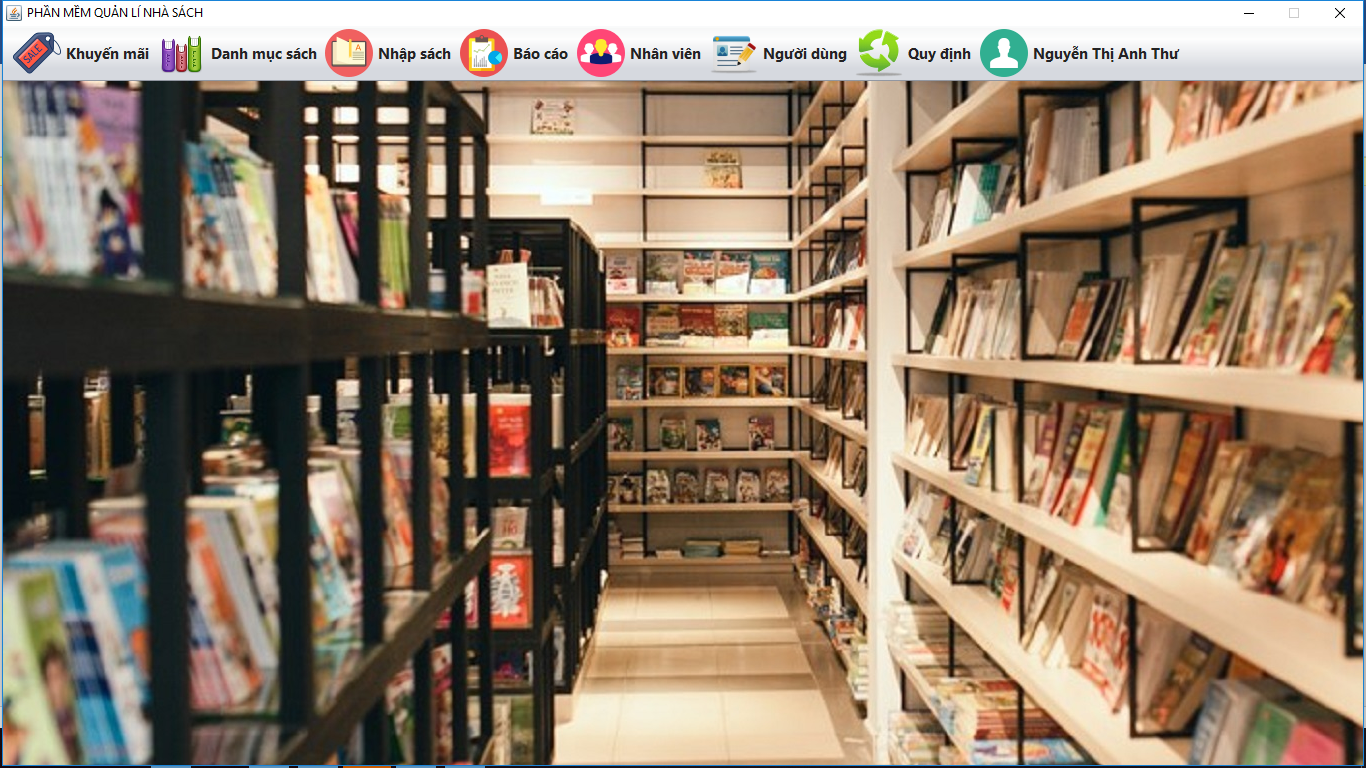 PHẦN MỀM QUẢN LÍ NHÀ SÁCH
SALE Khuyến mãi Danh mục sách A Nhập sách Báo cáo Nhân viên Người dùng Quy định Nguyễn Thị Anh Thư